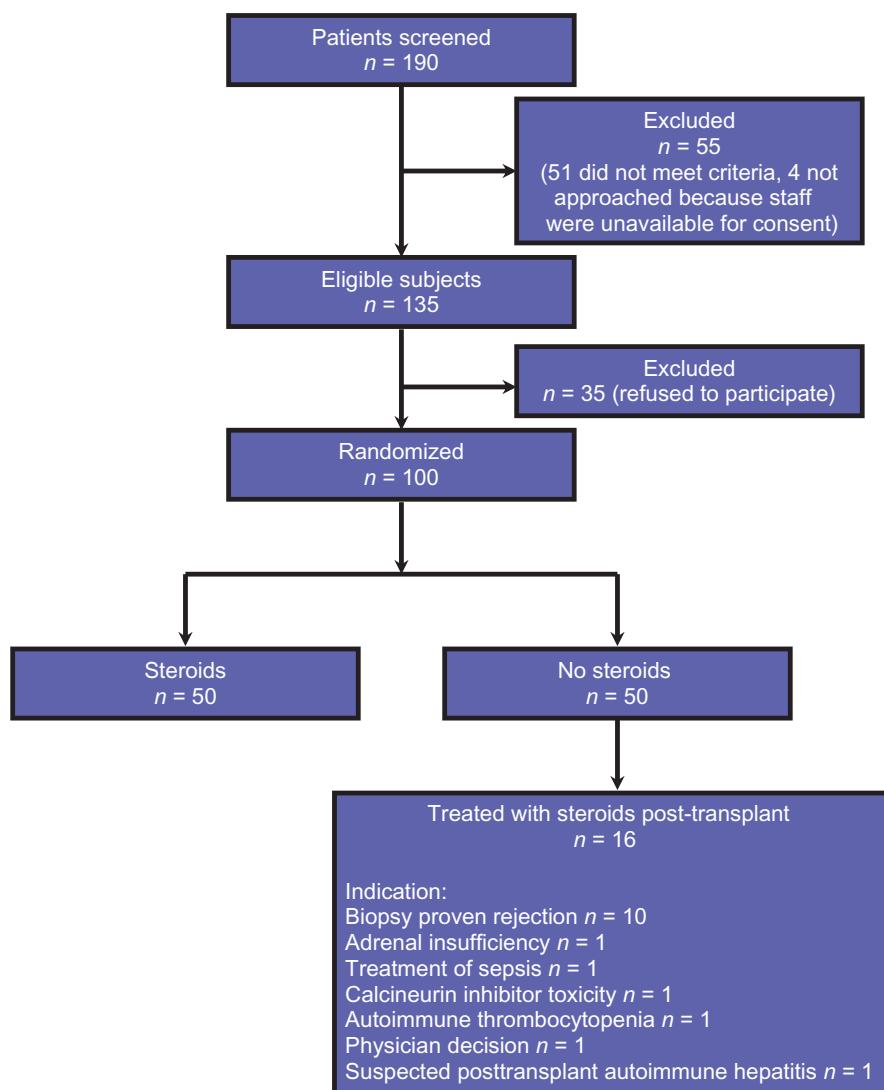 Patients screened
n = 190
Excluded
n = 55
(51 did not meet criteria, 4 not
approached because staff
were unavailable for consent)
Eligible subjects
n = 135
Excluded
n = 35 (refused to participate)
Randomized
n = 100
Steroids
n = 50
No steroids
n = 50
Treated with steroids post-transplant
n = 16
Indication:
Biopsy proven rejection n = 10
Adrenal insufficiency n = 1
Treatment of sepsis n = 1
Calcineurin inhibitor toxicity n = 1
Autoimmune thrombocytopenia n = 1
Physician decision n = 1
Suspected posttransplant autoimmune hepatitis n = 1